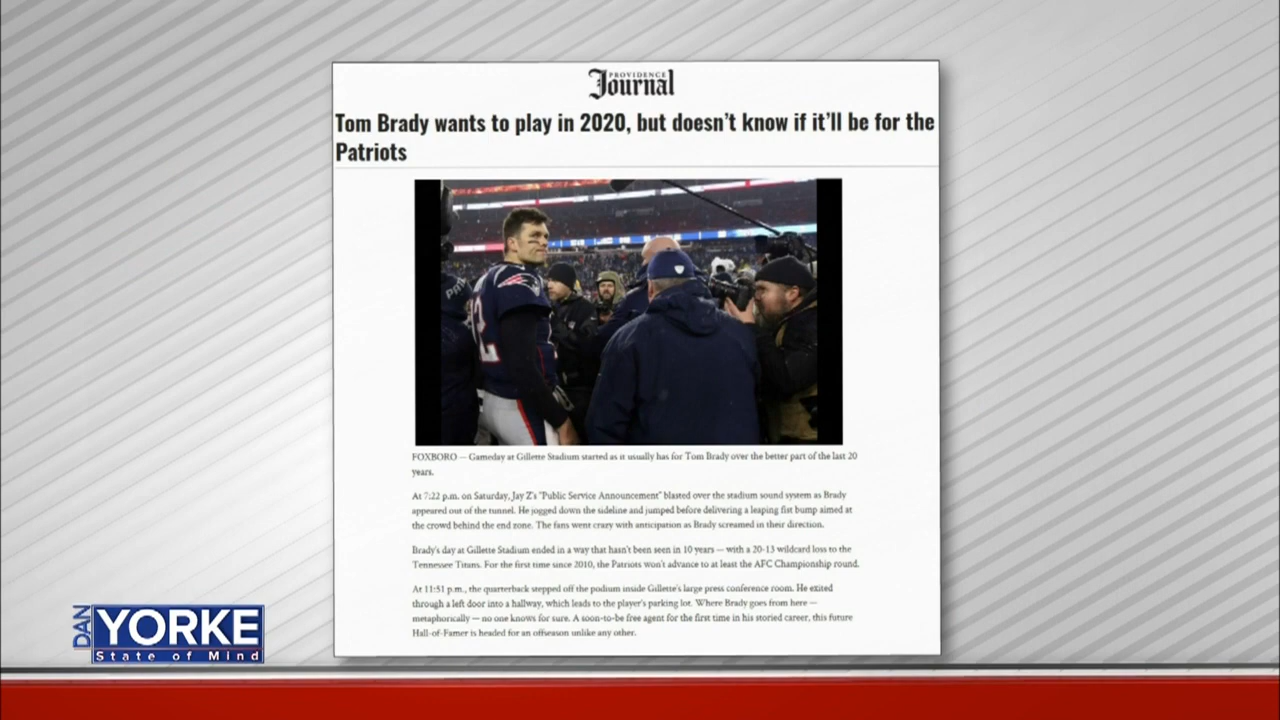 PROVIDENCE
Journal
Tom Brady wants to play in 2020, but doesn't know if it'll be for the
Patriots
FOXBORO — Gameday at Gillette Stadium started as it usually has for Tom Brady over the better part of the last 20
years.
At 7:22 p.m. on Saturday, Jay Z's "Public Service Announcement" blasted over the stadium sound system as Brady
appeared out of the tunnel. He jogged down the sideline and jumped before delivering a leaping fist bump aimed at
the crowd behind the end zone. The fans went crazy with anticipation as Brady screamed in their direction.
Brady's day at Gillette Stadium ended in a way that hasn't been seen in 10 years — with a 20-13 wildcard loss to the
Tennessee Titans. For the first time since 2010, the Patriots won't advance to at least the AFC Championship round.
At 11:51 p.m., the quarterback stepped off the podium inside Gillette's large press conference room. He exited
through a left door into a hallway, which leads to the player's parking lot. Where Brady goes from here —
metaphorically — no one knows for sure. A soon-to-be free agent for the first time in his storied career, this future
Hall-of-Famer is headed for an offseason unlike any other.
DAN
YORKE
State of Mind